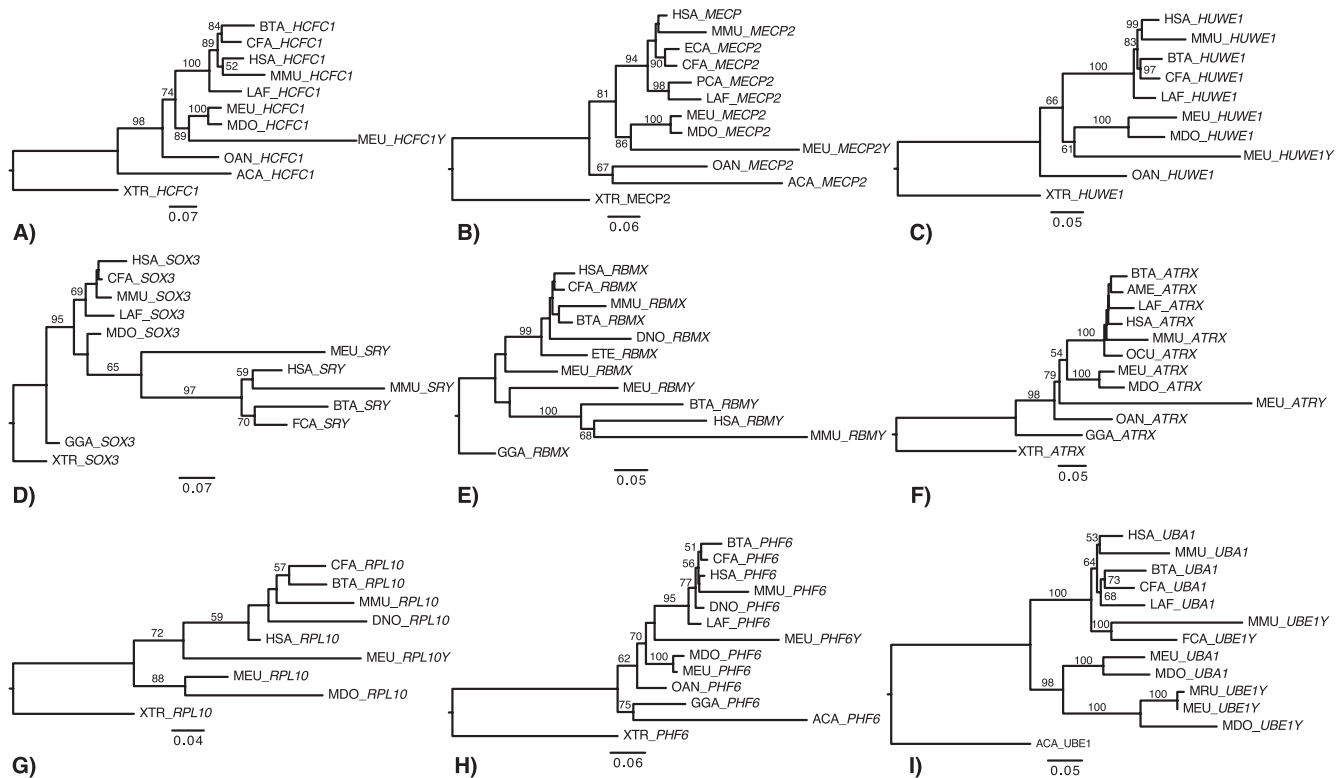 84
BTA_HCFC1
89
CFA_HCFC1
HSA_HCFC1
100
52
MMU_HCFC1
LAF_HCFC1
74
100
MEU_HCFC1
MDO_HCFC1
98
89
MEU_HCFC1Y
OAN_HCFC1
ACA_HCFC1
XTR_HCFC1
0.07
A)
HSA_MECP
MMU_MECP2
94
ECA_MECP2
90
CFA_MECP2
PCA_MECP2
98
LAF_MECP2
81
100
MEU_MECP2
MDO_MECP2
86
MEU_MECP2Y
67
OAN_MECP2
ACA_MECP2
XTR_MECP2
0.06
B)
99
HSA_HUWE1
MMU_HUWE1
83
BTA_HUWE1
100
97
CFA_HUWE1
LAF_HUWE1
66
100
MEU_HUWE1
MDO_HUWE1
61
MEU_HUWE1Y
OAN_HUWE1
XTR_HUWE1
0.05
C)
HSA_SOX3
CFA_SOX3
69
MMU_SOX3
95
LAF_SOX3
MDO_SOX3
MEU_SRY
65
59
HSA_SRY
97
MMU_SRY
BTA_SRY
70
FCA_SRY
GGA_SOX3
XTR_SOX3
0.07
D)
HSA_RBMX
CFA_RBMX
MMU_RBMX
BTA_RBMX
99
DNO_RBMX
ETE_RBMX
MEU_RBMX
MEU_RBMY
100
BTA_RBMY
HSA_RBMY
68
MMU_RBMY
GGA_RBMX
0.05
E)
BTA_ATRX
AME_ATRX
LAF_ATRX
HSA_ATRX
100
MMU_ATRX
OCU_ATRX
54
MEU_ATRX
79
100
MDO_ATRX
98
MEU_ATRY
OAN_ATRX
GGA_ATRX
XTR_ATRX
0.05
F)
CFA_RPL10
57
BTA_RPL10
MMU_RPL10
59
DNO_RPL10
72
HSA_RPL10
MEU_RPL10Y
88
MEU_RPL10
MDO_RPL10
XTR_RPL10
0.04
G)
51
BTA_PHF6
CFA_PHF6
56
HSA_PHF6
77
MMU_PHF6
95
DNO_PHF6
LAF_PHF6
70
MEU_PHF6Y
100
MDO_PHF6
62
MEU_PHF6
OAN_PHF6
75
GGA_PHF6
ACA_PHF6
XTR_PHF6
0.06
H)
53
HSA_UBA1
MMU_UBA1
64
BTA_UBA1
73
CFA_UBA1
100
68
LAF_UBA1
100
MMU_UBE1Y
FCA_UBE1Y
100
MEU_UBA1
98
MDO_UBA1
100
MRU_UBE1Y
100
MEU_UBE1Y
MDO_UBE1Y
ACA_UBE1
0.05
I)